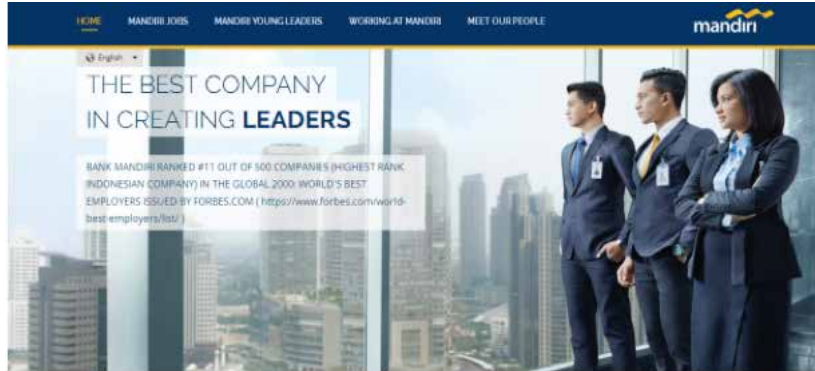 HOME MANDIRI JOBS MANDIRI YOUNG LEADERS WORKING AT MANDIRI MEET OUR PEOPLE
mandiri
English
THE BEST COMPANY
IN CREATING LEADERS
BANK MANDIRI RANKED #11 OUT OF 500 COMPANIES (HIGHEST RANK
INDONESIAN COMPANY) IN THE GLOBAL 2000: WORLD'S BEST
EMPLOYERS ISSUED BY FORBES.COM ( https://www.forbes.com/world-
best-employers/list/ )